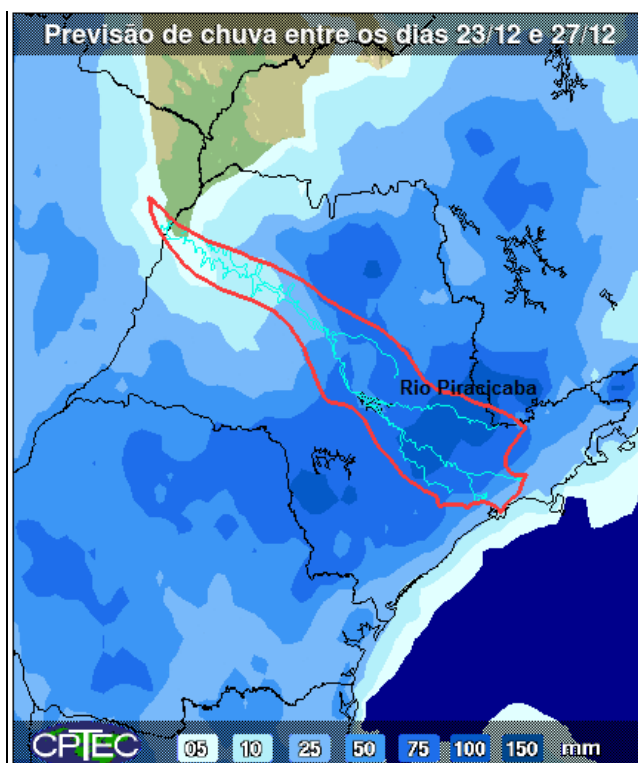 Previsão de chuva entre os dias 23/12 e 27/12
Rio Piracicaba
CPTEC 05 10 25 50 75 100 150 mm